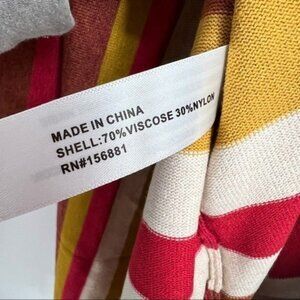 MADE IN CHINA
SHELL:70%VISCOSE 30%NYLON
RN#156881